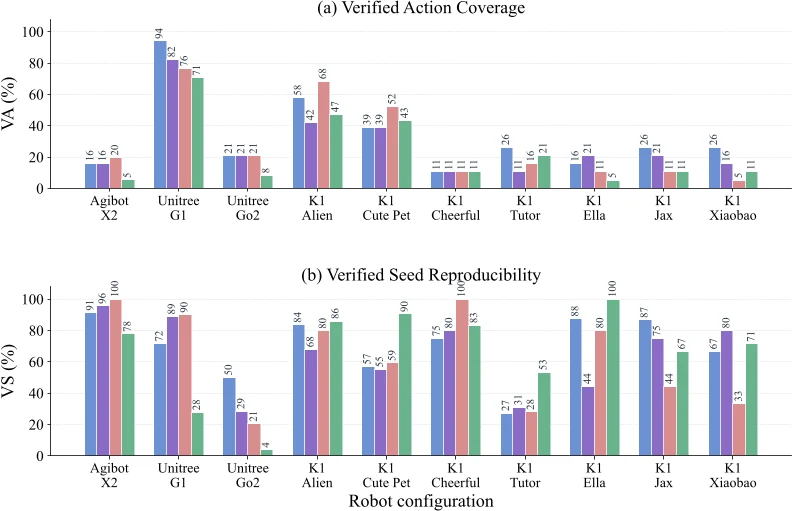 (a) Verified Action Coverage
VA (%)
100
80
60
40
20
0
16 16 20 5
94 82 76 71
21 21 21 8
58 42 68 47
39 39 52 43
11 11 11 11
26 11 16 21
16 21 11 5
26 21 11 11
26 16 5 11
Agibot X2
Unitree G1
Unitree Go2
K1 Alien
K1 Cute Pet
K1 Cheerful
K1 Tutor
K1 Ella
K1 Jax
K1 Xiaobao
(b) Verified Seed Reproducibility
VS (%)
100
80
60
40
20
0
91 96 100 78
72 89 90 28
50 29 21 4
84 68 80 86
57 55 59 90
75 80 100 83
27 31 28 53
88 44 80 100
87 75 44 67
67 80 33 71
Agibot X2
Unitree G1
Unitree Go2
K1 Alien
K1 Cute Pet
K1 Cheerful
K1 Tutor
K1 Ella
K1 Jax
K1 Xiaobao
Robot configuration